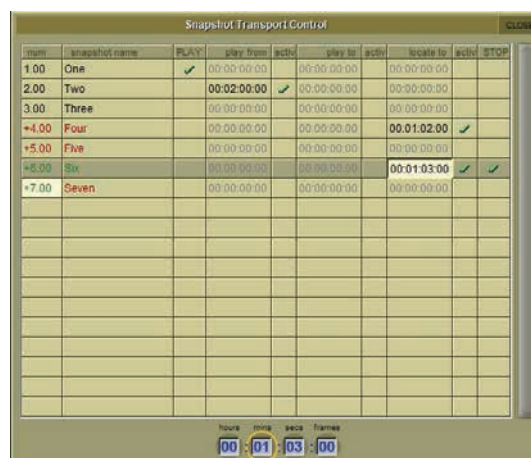 Snapshot Transport Control CLOSE
num snapshot name PLAY play from activ play to activ locate to activ STOP
1.00 One 00:00:00:00 00:00:00:00 00:00:00:00
2.00 Two 00:02:00:00 00:00:00:00 00:00:00:00
3.00 Three 00:00:00:00 00:00:00:00 00:00:00:00
+4.00 Four 00:00:00:00 00:00:00:00 00:01:02:00
+5.00 Five 00:00:00:00 00:00:00:00 00:00:00:00
+6.00 Six 00:00:00:00 00:00:00:00 00:01:03:00
+7.00 Seven 00:00:00:00 00:00:00:00 00:00:00:00
hours mins secs frames
00 : 01 : 03 : 00